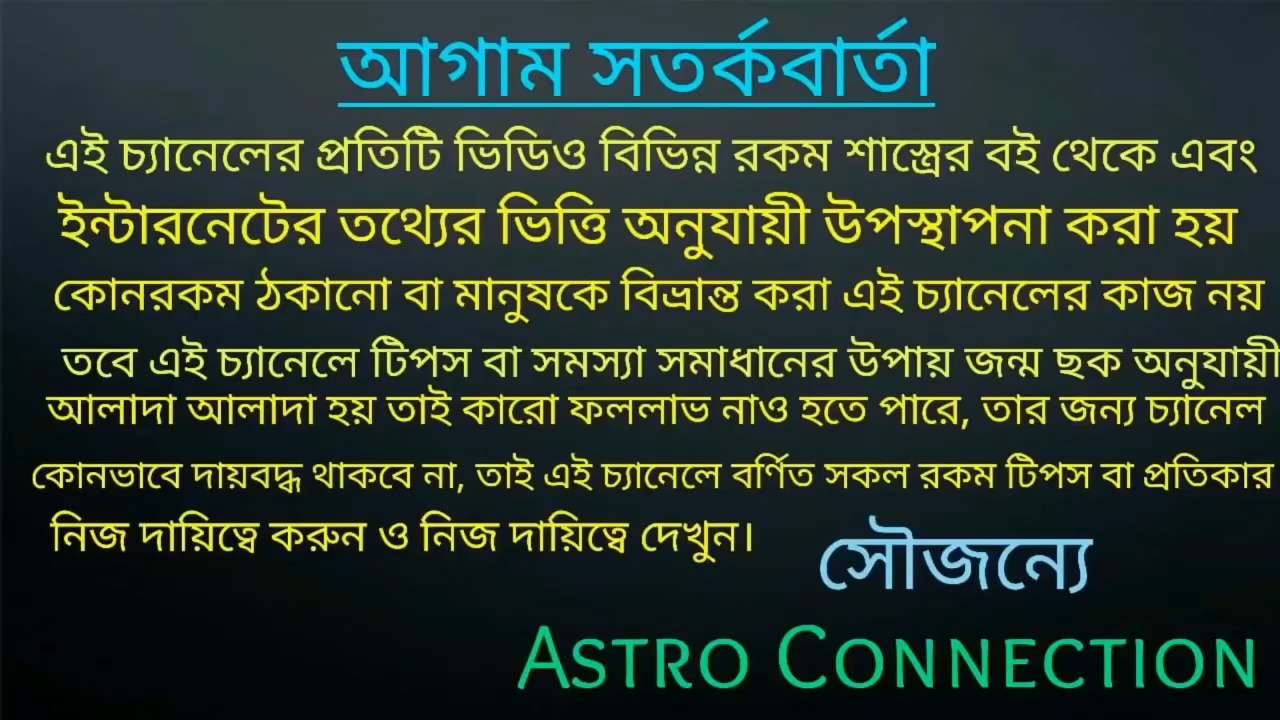 আগাম সতর্কবার্তা
এই চ্যানেলের প্রতিটি ভিডিও বিভিন্ন রকম শাস্ত্রের বই থেকে এবং
ইন্টারনেটের তথ্যের ভিত্তি অনুযায়ী উপস্থাপনা করা হয়
কোনরকম ঠকানো বা মানুষকে বিভ্রান্ত করা এই চ্যানেলের কাজ নয়
তবে এই চ্যানেলে টিপস বা সমস্যা সমাধানের উপায় জন্ম ছক অনুযায়ী
আলাদা আলাদা হয় তাই কারো ফললাভ নাও হতে পারে, তার জন্য চ্যানেল
কোনভাবে দায়বদ্ধ থাকবে না, তাই এই চ্যানেলে বর্ণিত সকল রকম টিপস বা প্রতিকার
নিজ দায়িত্বে করুন ও নিজ দায়িত্বে দেখুন।
সৌজন্যে
ASTRO CONNECTION